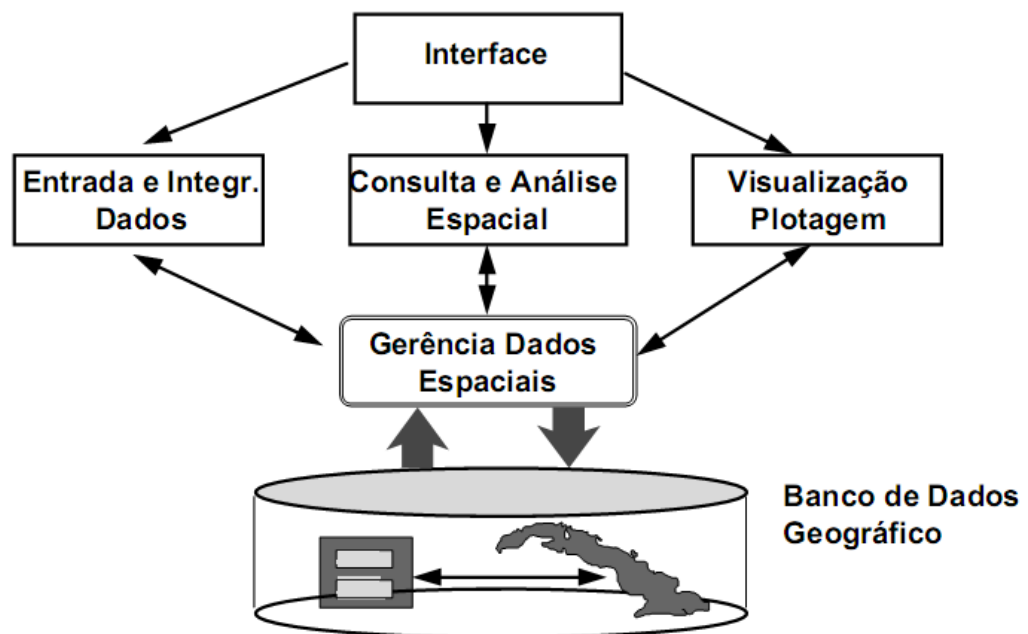 Interface
Entrada e Integr.
Dados
Consulta e Análise
Espacial
Visualização
Plotagem
Gerência Dados
Espaciais
Banco de Dados
Geográfico